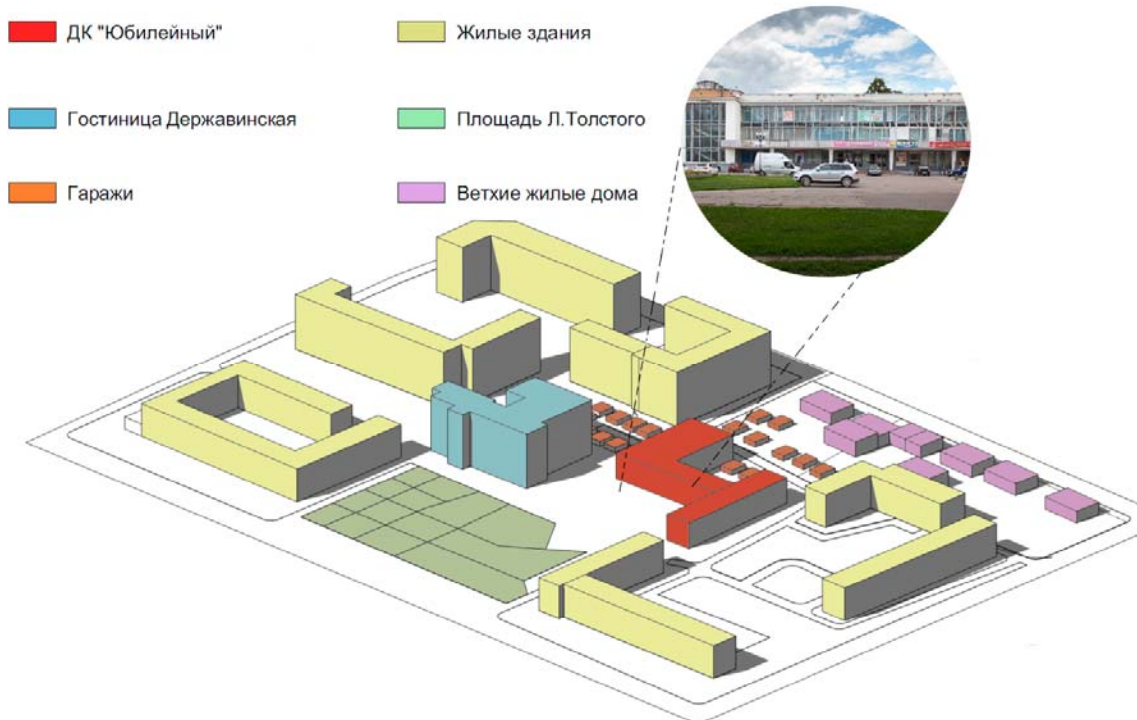 ДК "Юбилейный"
Жилые здания
Гостиница Державинская
Площадь Л.Толстого
Гаражи
Ветхие жилые дома